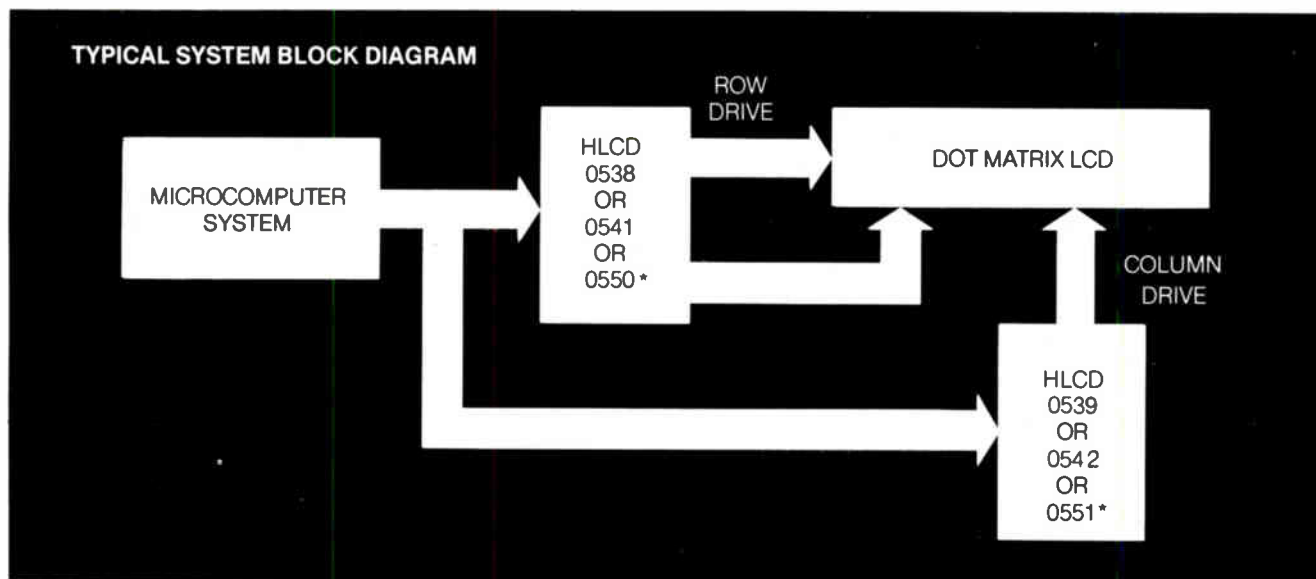 TYPICAL SYSTEM BLOCK DIAGRAM
MICROCOMPUTER
SYSTEM
HLCD
0538
OR
0541
OR
0550*
ROW
DRIVE
DOT MATRIX LCD
COLUMN
DRIVE
HLCD
0539
OR
0542
OR
0551*